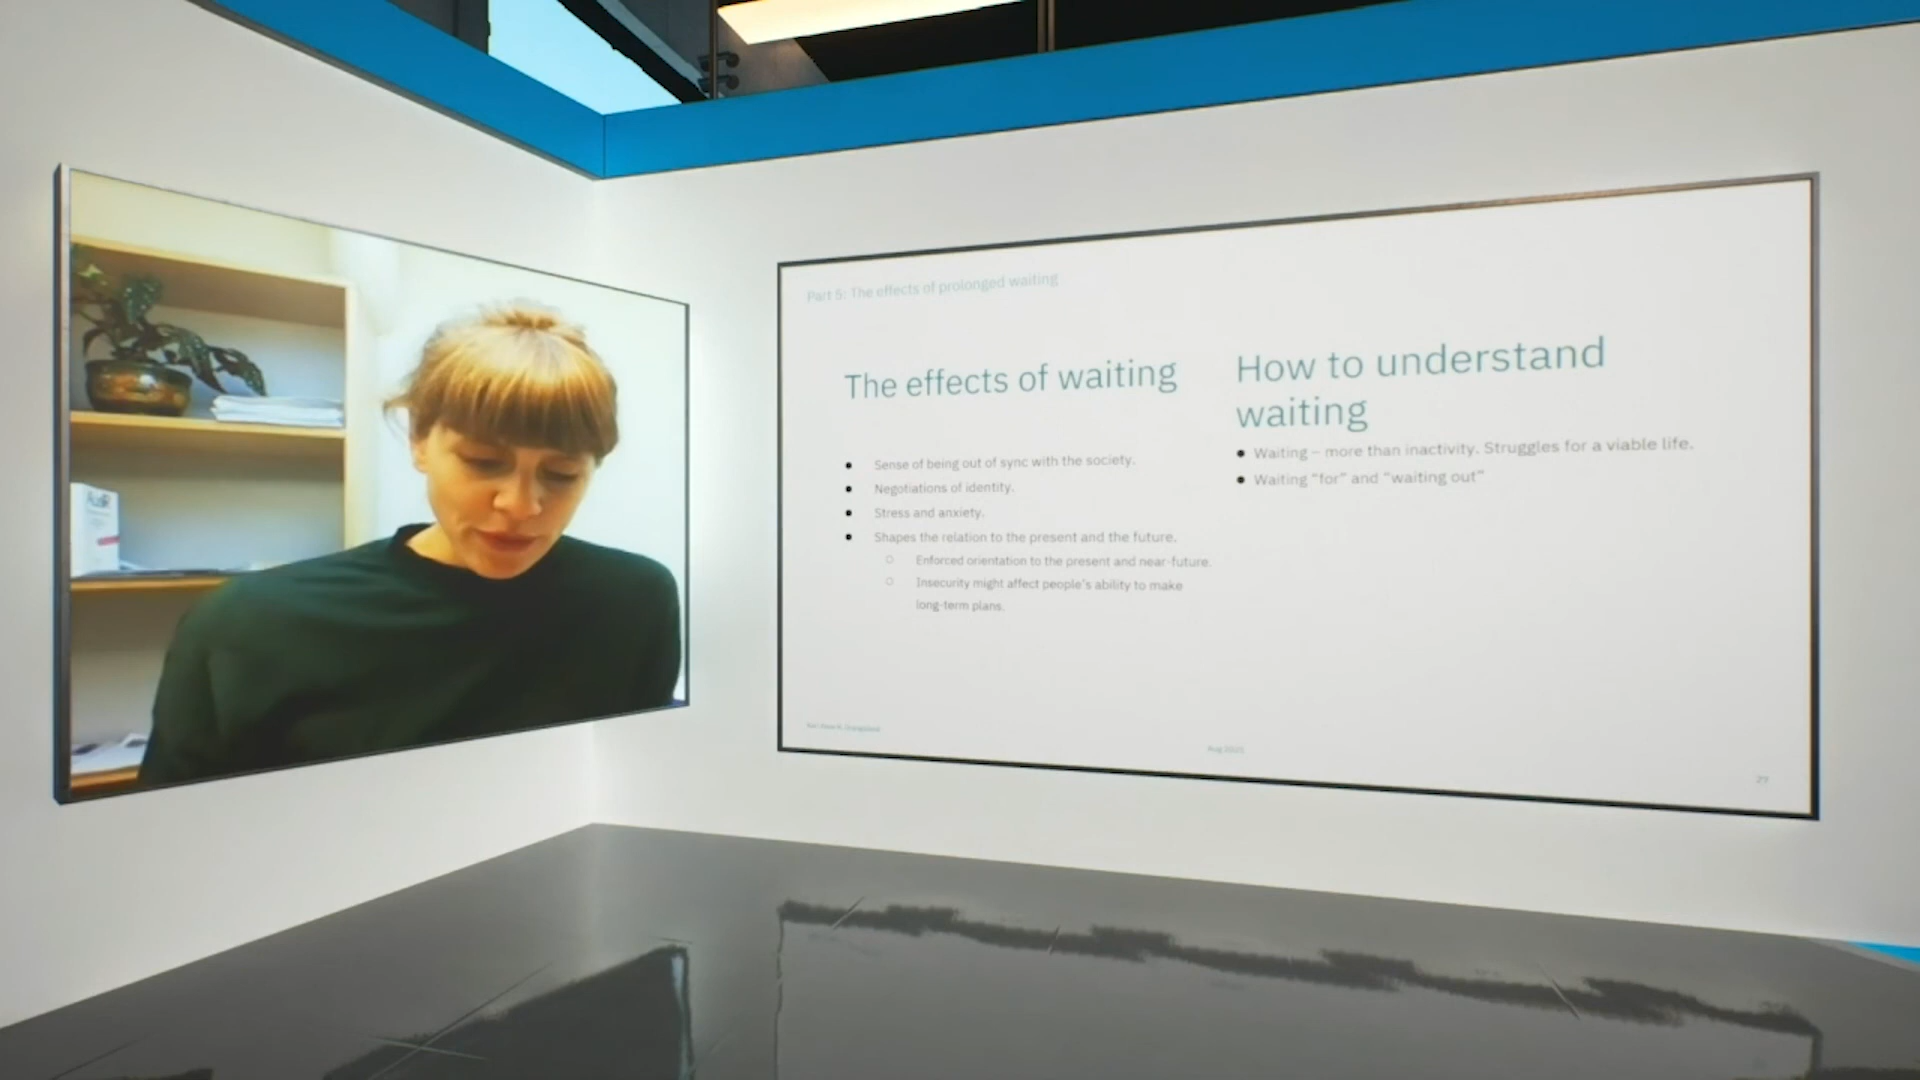 Part 5: The effects of prolonged waiting
The effects of waiting
Sense of being out of sync with the society.
Negotiations of identity.
Stress and anxiety.
Shapes the relation to the present and the future.
Enforced orientation to the present and near-future.
Insecurity might affect people's ability to make
long-term plans.
How to understand
waiting
Waiting – more than inactivity. Struggles for a viable life.
Waiting “for” and “waiting out”
Aug 2021
27